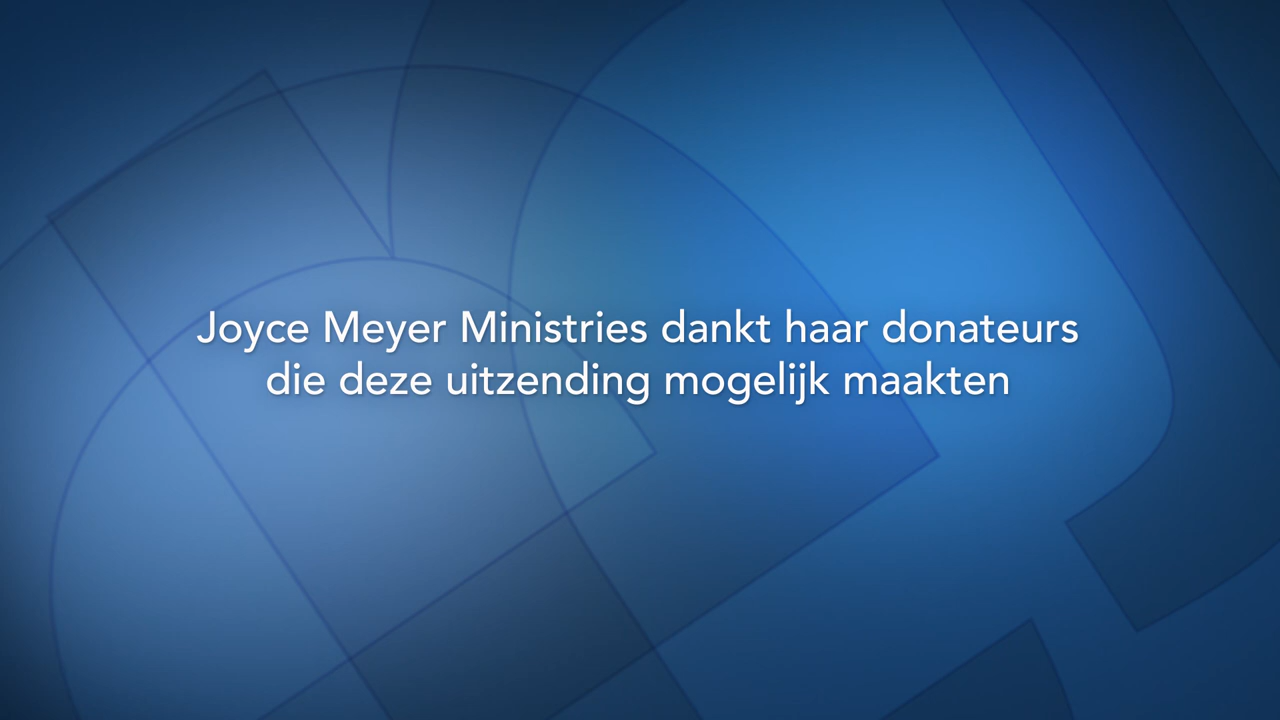 Joyce Meyer Ministries dankt haar donateurs
die deze uitzending mogelijk maakten